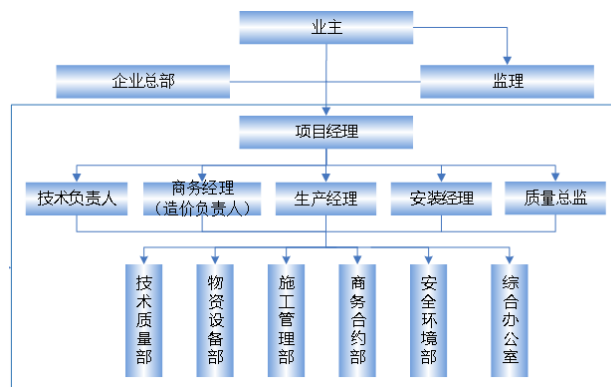 业主
企业总部
监理
项目经理
技术负责人
商务经理
（造价负责人）
生产经理
安装经理
质量总监
技术质量部
物资设备部
施工管理部
商务合约部
安全环境部
综合办公室